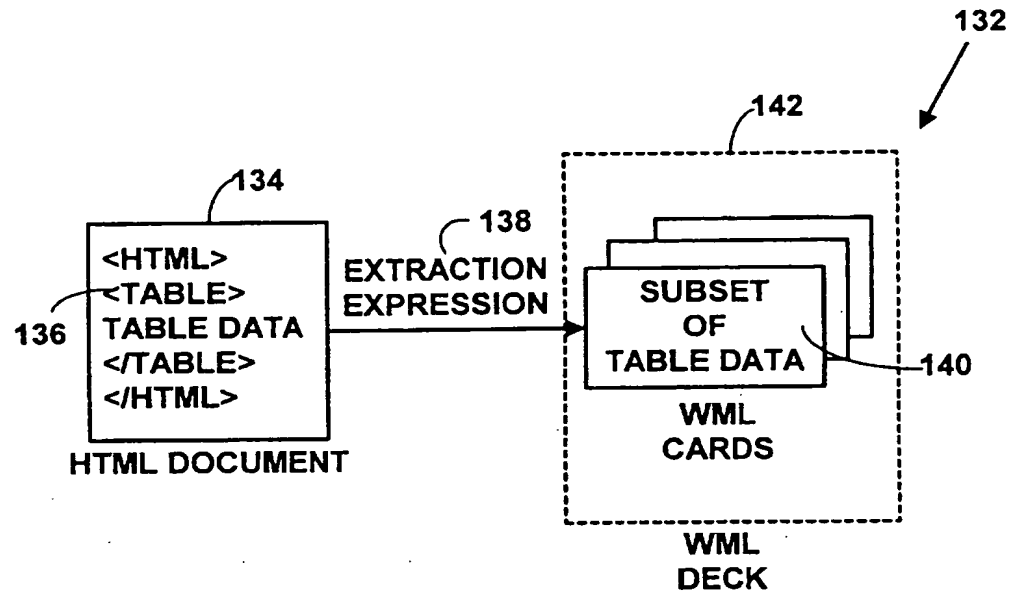 132
142
134
138
<HTML>
<TABLE>
TABLE DATA
</TABLE>
</HTML>
136
HTML DOCUMENT
EXTRACTION
EXPRESSION
SUBSET
OF
TABLE DATA
140
WML
CARDS
WML
DECK